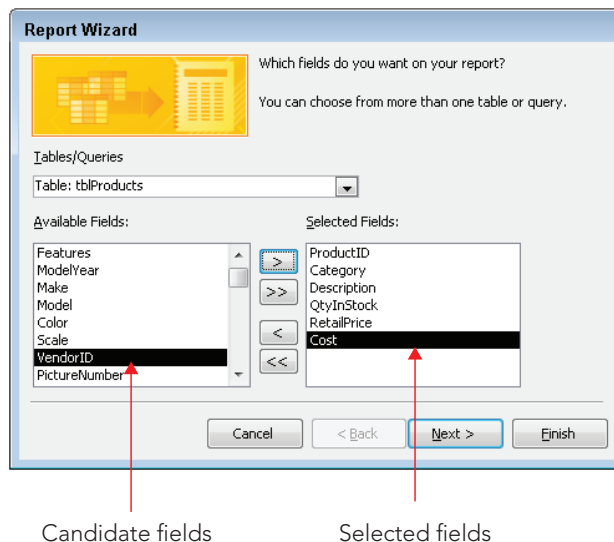 Report Wizard
Which fields do you want on your report?
You can choose from more than one table or query.
Tables/Queries
Table: tblProducts
Available Fields:
Selected Fields:
Features
ModelYear
Make
Model
Color
Scale
VendorID
PictureNumber
>
>>
<
<<
ProductID
Category
Description
QtyInStock
RetailPrice
Cost
Cancel
< Back
Next >
Finish
Candidate fields
Selected fields